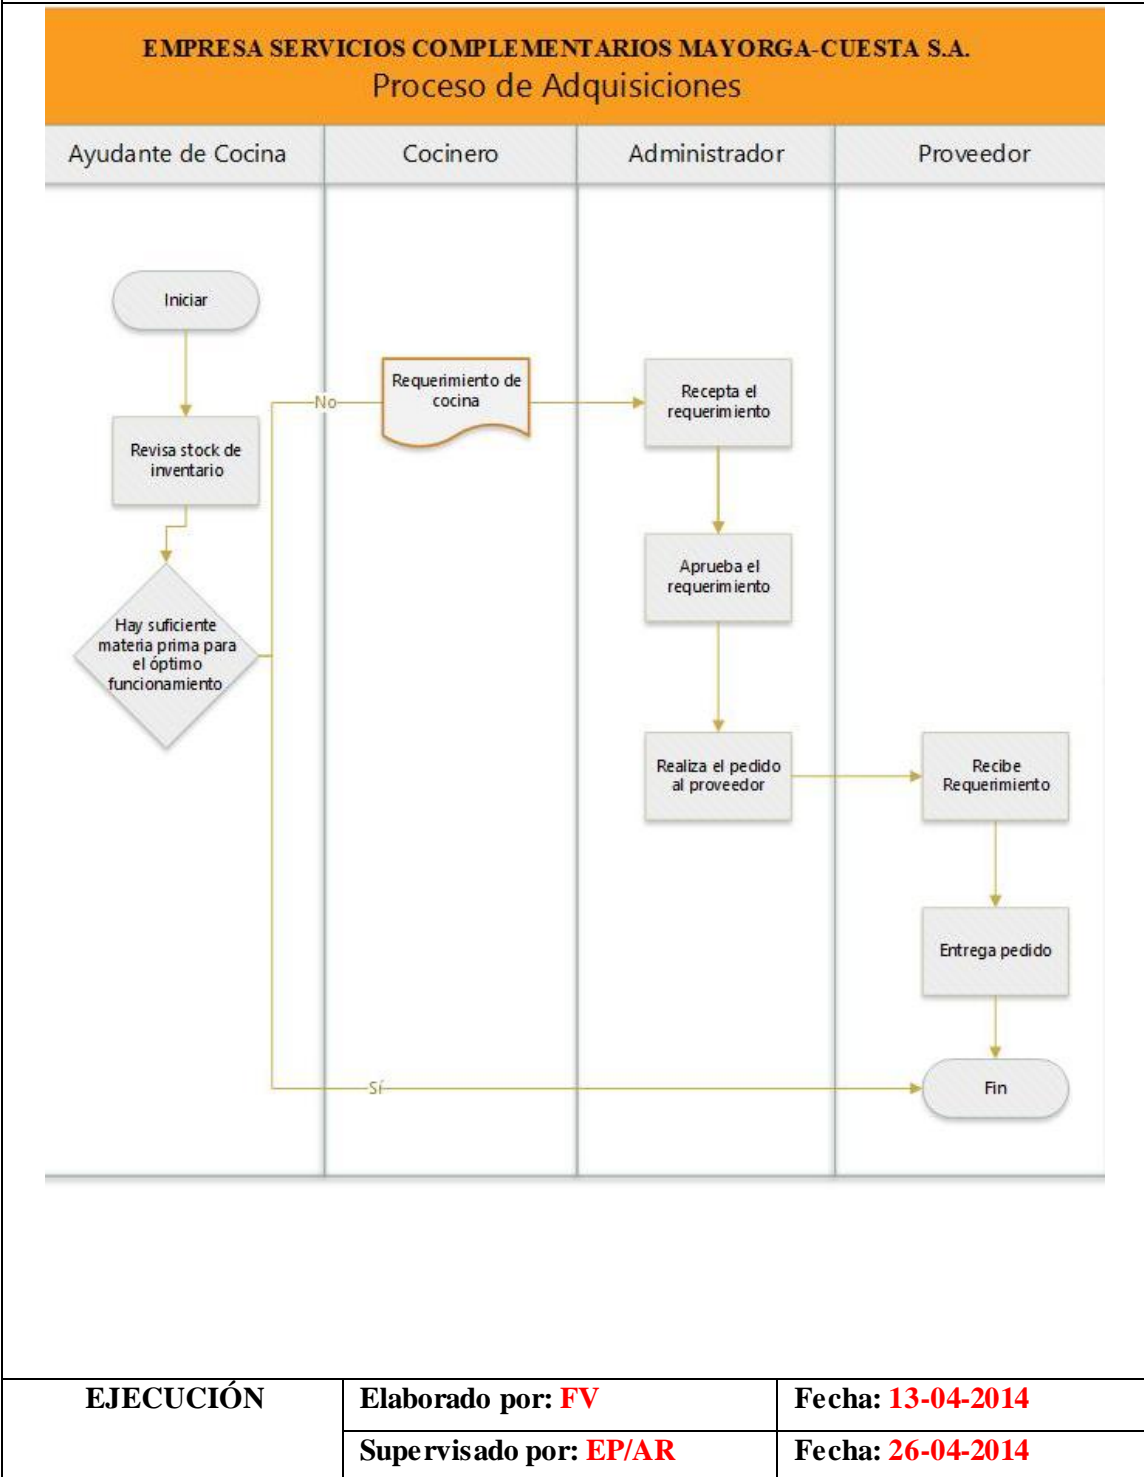 EMPRESA SERVICIOS COMPLEMENTARIOS MAYORGA-CUESTA S.A.
Proceso de Adquisiciones
Ayudante de Cocina
Cocinero
Administrador
Proveedor
Iniciar
Revisa stock de
inventario
Hay suficiente
materia prima para
el óptimo
funcionamiento
No
Requerimiento de
cocina
Recepta el
requerimiento
Aprueba el
requerimiento
Realiza el pedido
al proveedor
Recibe
Requerimiento
Entrega pedido
Sí
Fin
EJECUCIÓN
Elaborado por: FV
Fecha: 13-04-2014
Supervisado por: EP/AR
Fecha: 26-04-2014